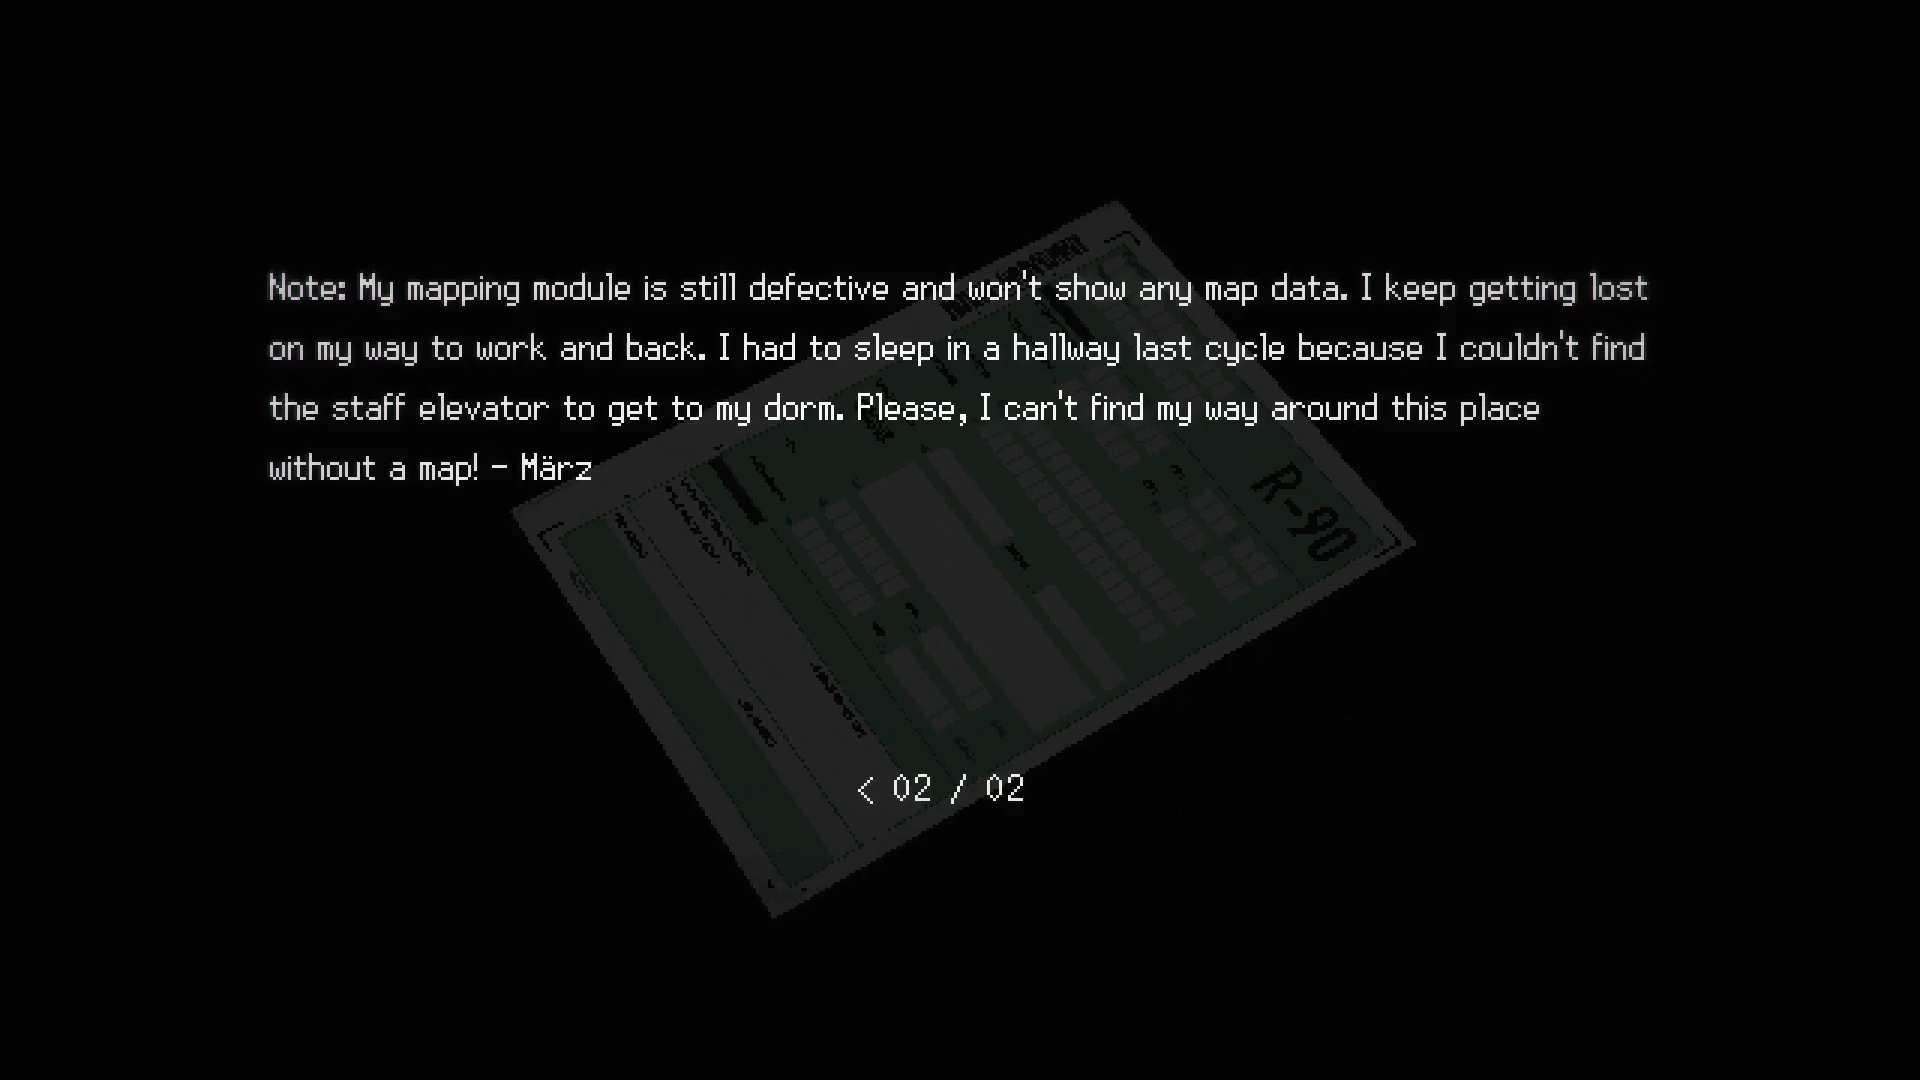 Note: My mapping module is still defective and won't show any map data. I keep getting lost
on my way to work and back. I had to sleep in a hallway last cycle because I couldn't find
the staff elevator to get to my dorm. Please, I can't find my way around this place
without a map! - März
R-90
< 02 / 02